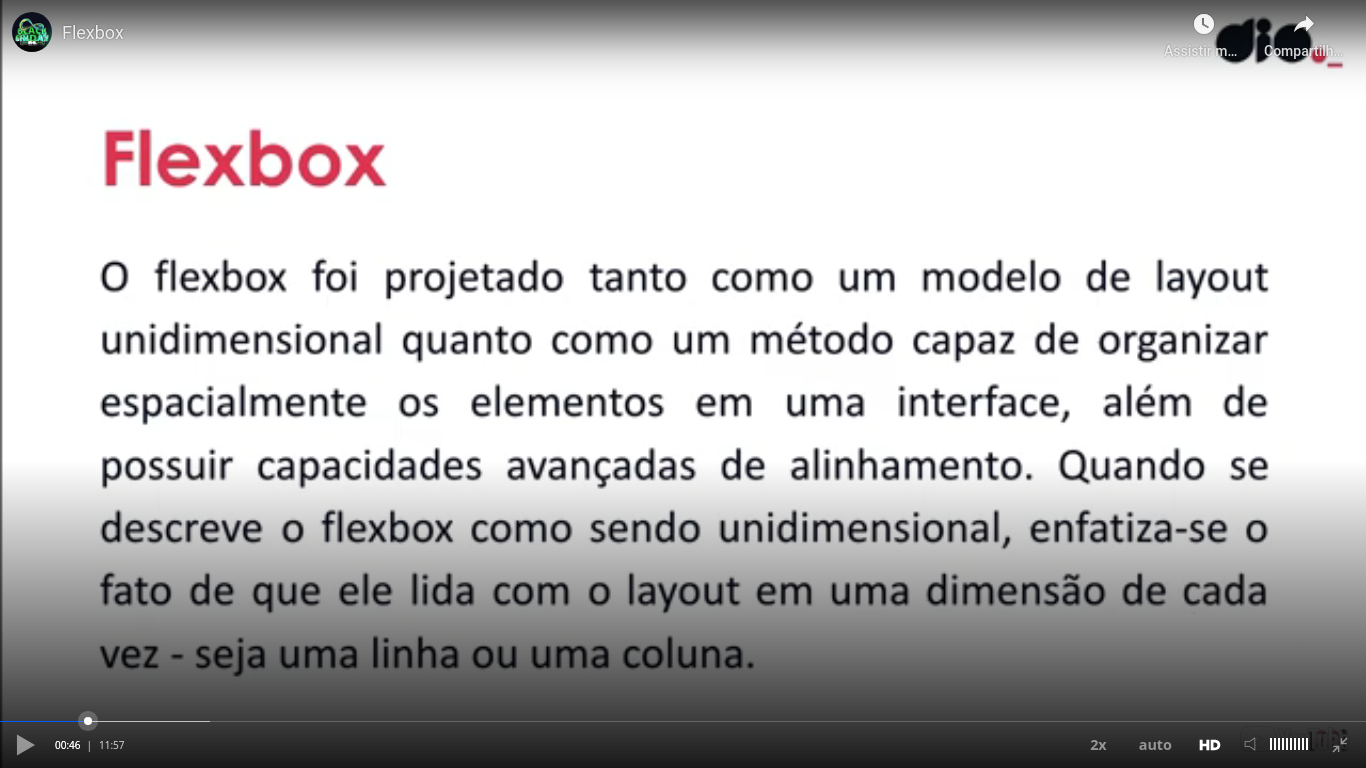 Flexbox
Assistir m...
Compartilh...
dio._
Flexbox
O flexbox foi projetado tanto como um modelo de layout
unidimensional quanto como um método capaz de organizar
espacialmente os elementos em uma interface, além de
possuir capacidades avançadas de alinhamento. Quando se
descreve o flexbox como sendo unidimensional, enfatiza-se o
fato de que ele lida com o layout em uma dimensão de cada
vez - seja uma linha ou uma coluna.
00:46 | 11:57
2x
auto
HD